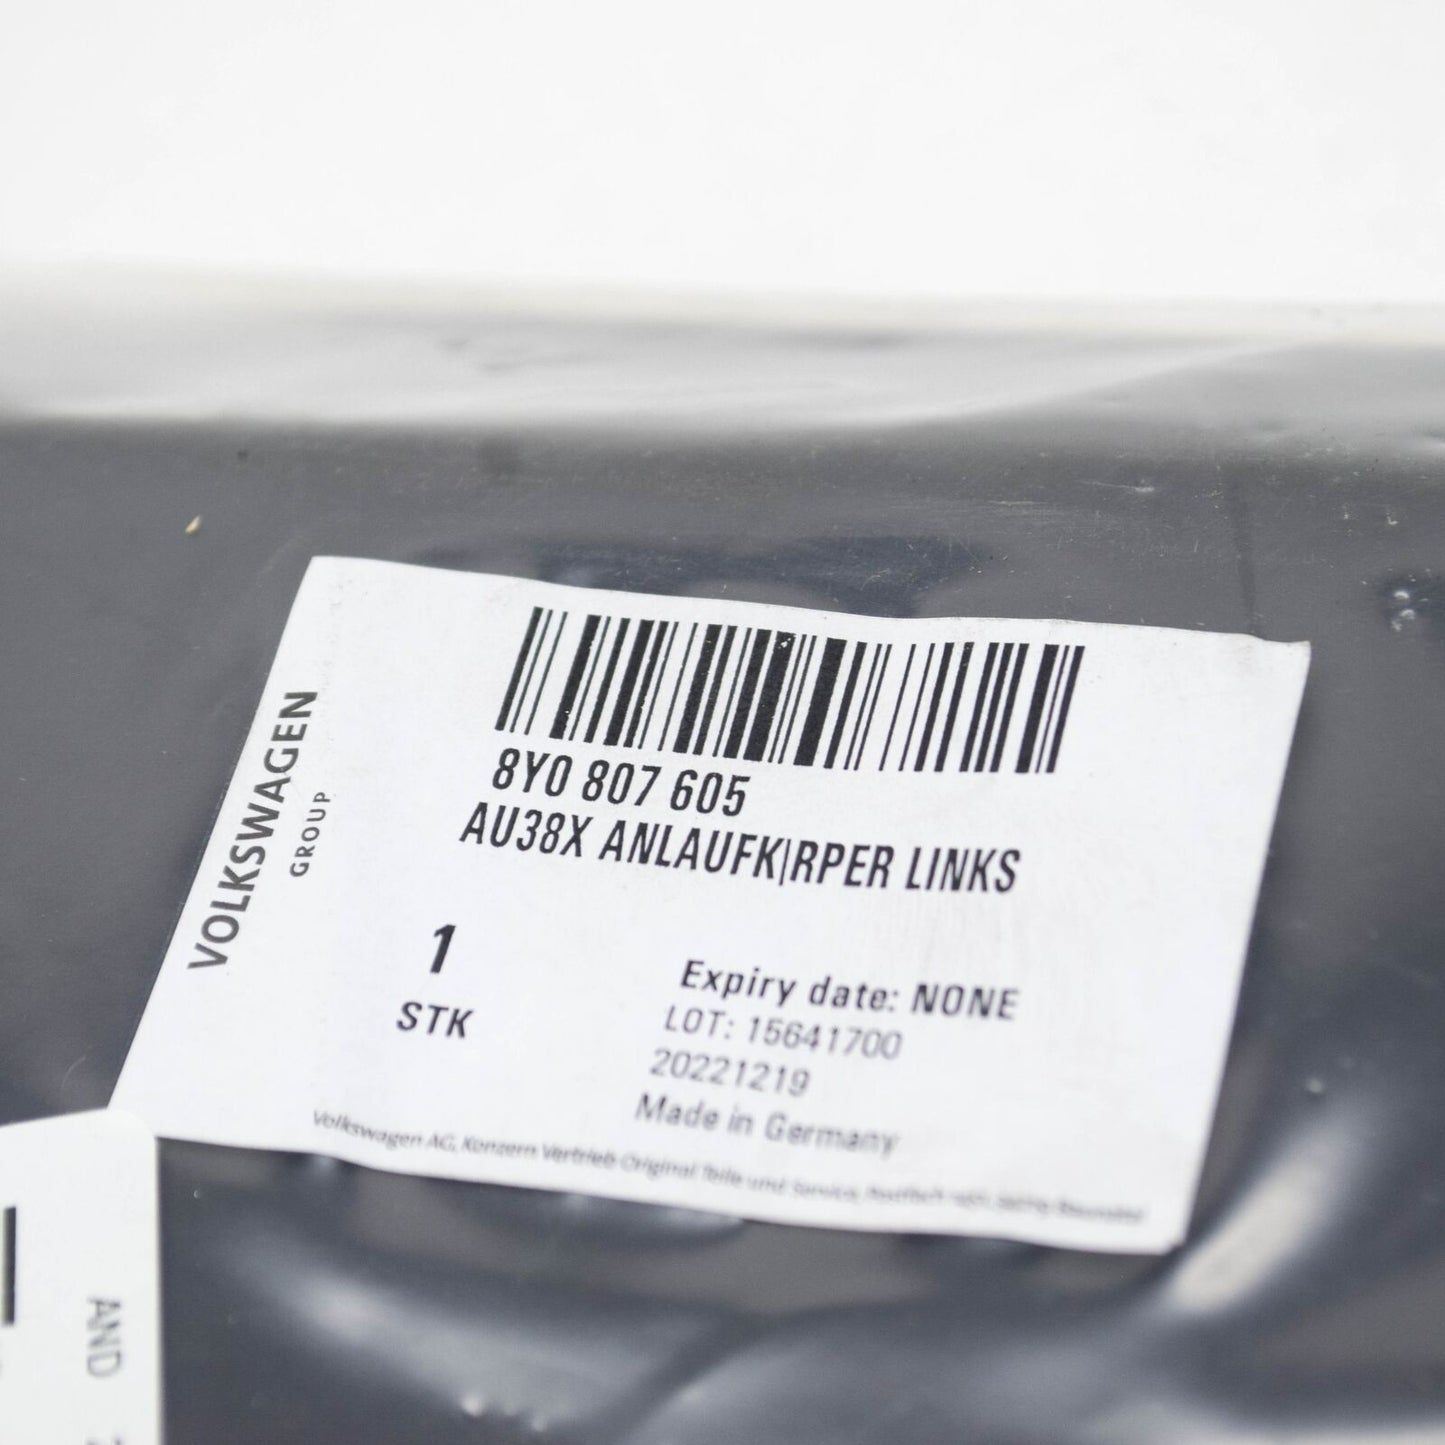 VOLKSWAGEN
GROUP
8Y0 807 605
AU38X ANLAUFK|RPER LINKS
1
STK
Expiry date: NONE
LOT: 15641700
20221219
Made in Germany
Volkswagen AG, Konzern Vertrieb Original Teile und Service, Postfach
AND